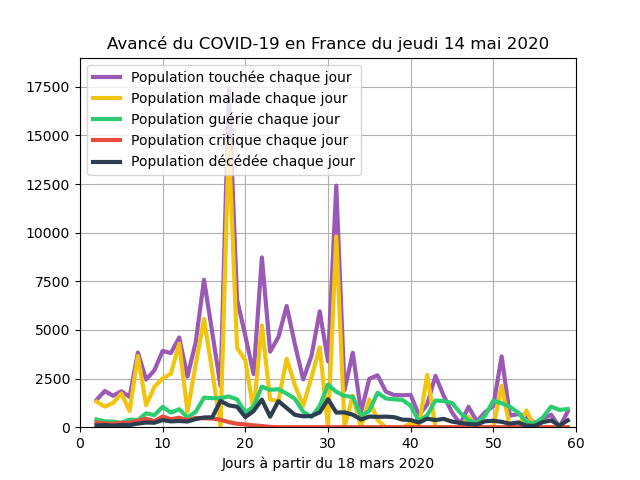 Avancé du COVID-19 en France du jeudi 14 mai 2020
Population touchée chaque jour
Population malade chaque jour
Population guérie chaque jour
Population critique chaque jour
Population décédée chaque jour
17500
15000
12500
10000
7500
5000
2500
0
0 10 20 30 40 50 60
Jours à partir du 18 mars 2020